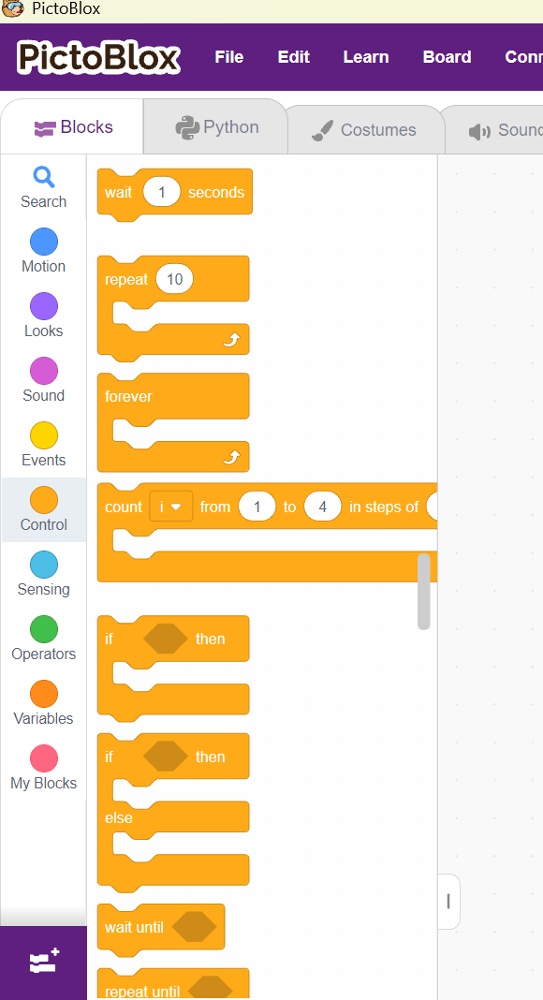 PictoBlox
PictoBlox File Edit Learn Board
Blocks Python Costumes
Search
Motion
Looks
Sound
Events
Control
Sensing
Operators
Variables
My Blocks
wait 1 seconds
repeat 10
forever
count i from 1 to 4 in steps of
if then
if then
else
wait until
repeat until